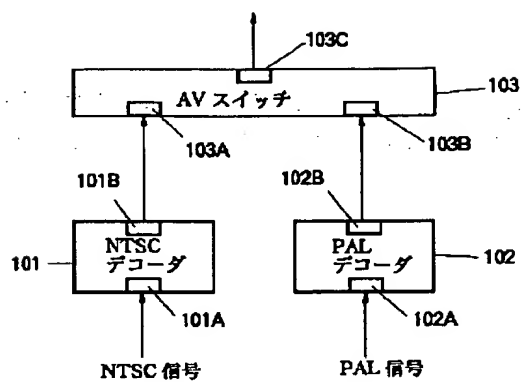 103C
AV スイッチ
103
103A
103B
101B
102B
NTSC
デコーダ
PAL
デコーダ
101
102
101A
102A
NTSC 信号
PAL 信号